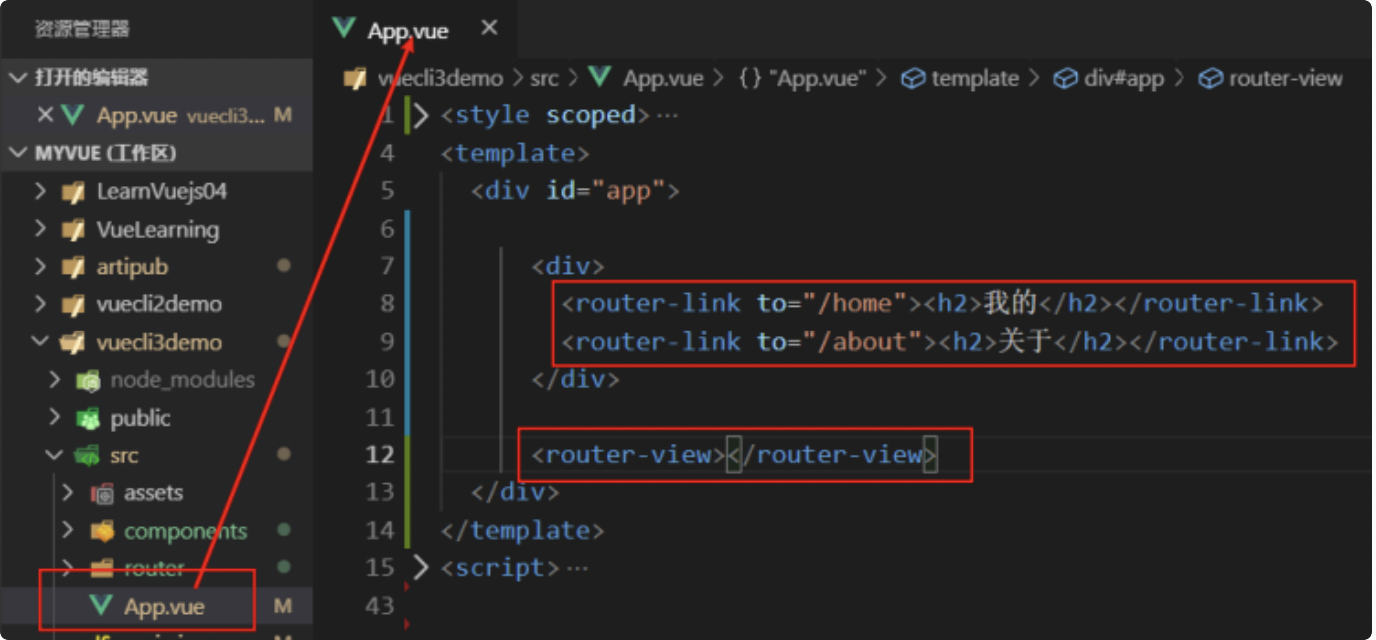 资源管理器
打开的编辑器
App.vue vuecli3... M
MYVUE (工作区)
LearnVuejs04
VueLearning
artipub
vuecli2demo
vuecli3demo
node_modules
public
src
assets
components
router
App.vue M
App.vue
vuecli3demo > src > App.vue > {} "App.vue" > template > div#app > router-view
1 <style scoped>...
4 <template>
5 <div id="app">
6
7 <div>
8 <router-link to="/home"><h2>我的</h2></router-link>
9 <router-link to="/about"><h2>关于</h2></router-link>
10 </div>
11
12 <router-view></router-view>
13 </div>
14 </template>
15 <script>...
43